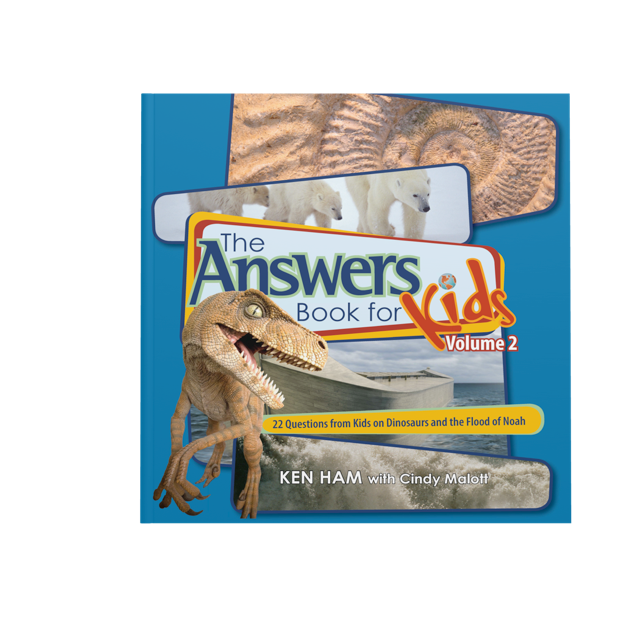 The
Answers
Book for Kids
Volume 2
22 Questions from Kids on Dinosaurs and the Flood of Noah
KEN HAM with Cindy Malott